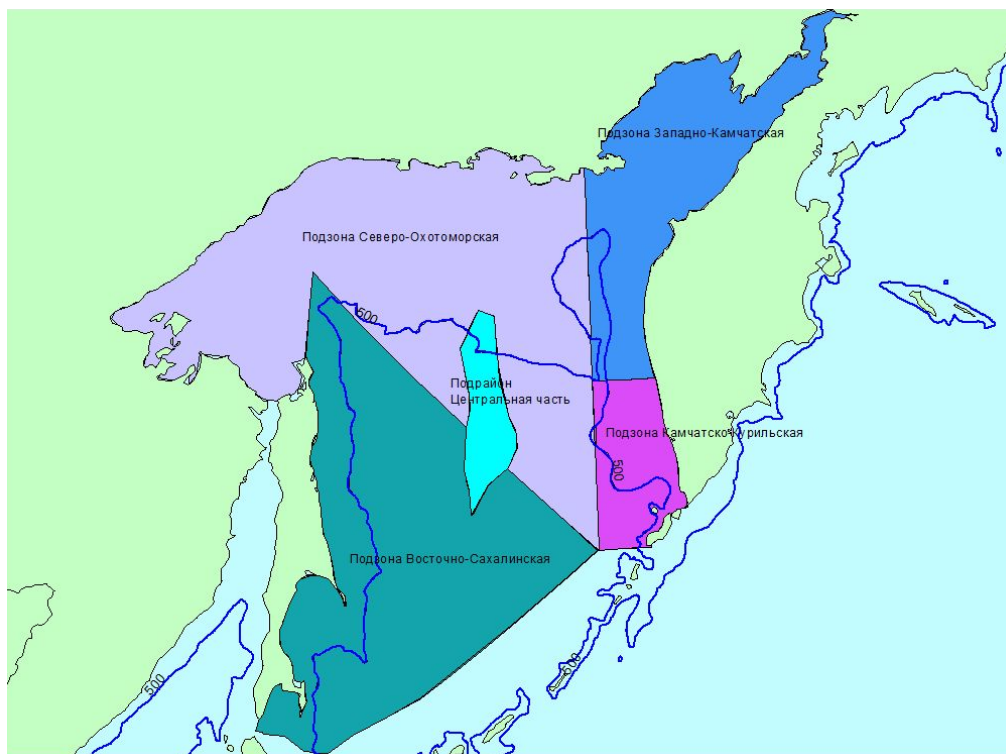 Подзона Западно-Камчатская
Подзона Северо-Охотоморская
500
Подрайон
Центральная часть
Подзона Камчатско-Курильская
500
Подзона Восточно-Сахалинская
500
500